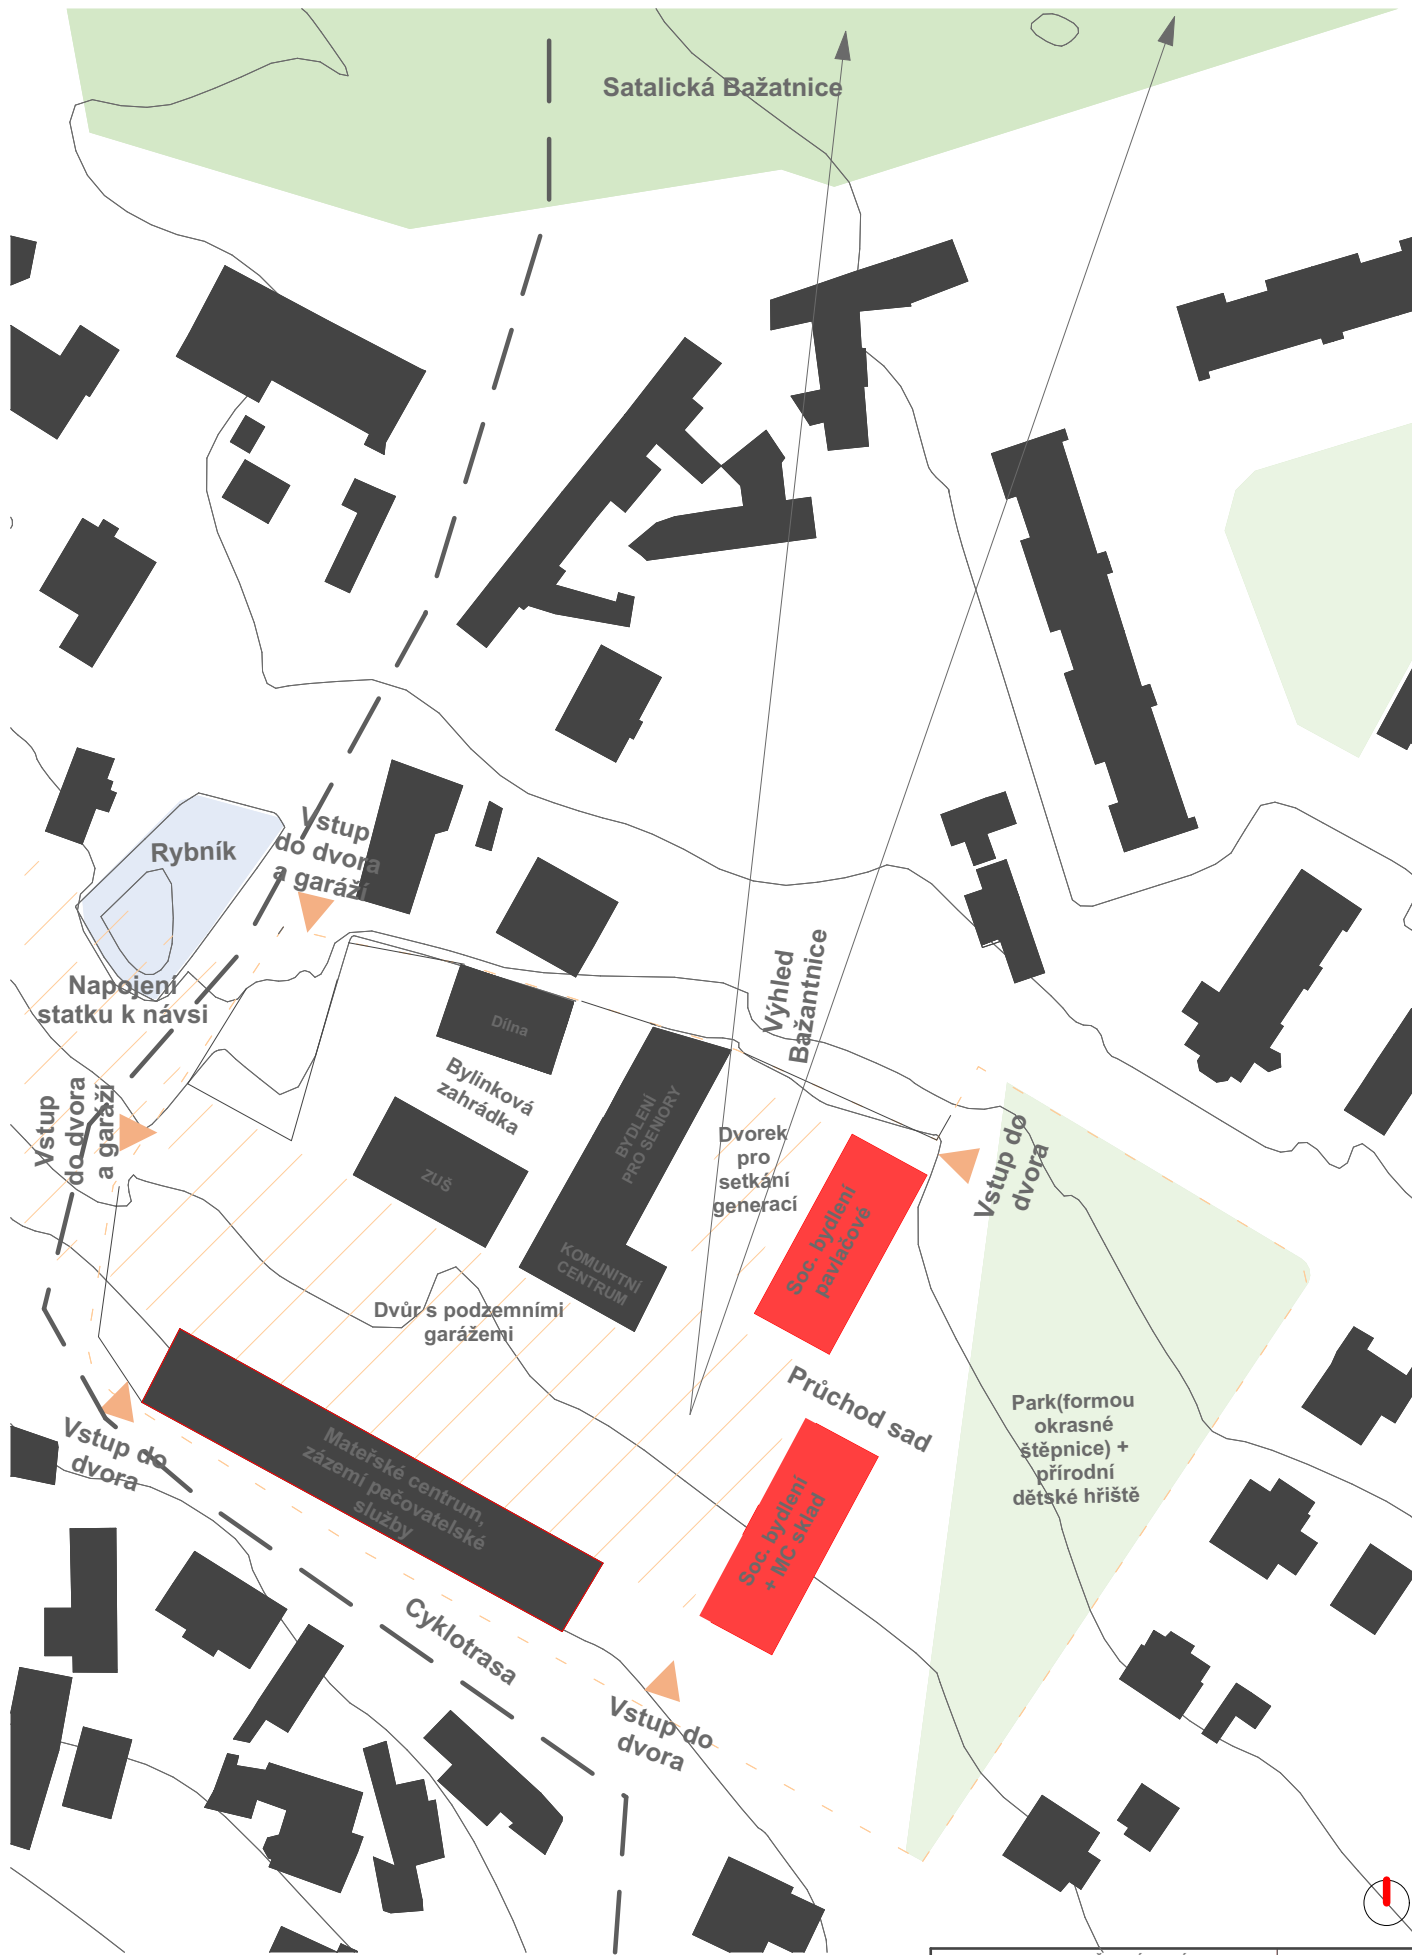 Satalická Bažatnice
Vstup
do dvora
a garáží
Rybník
Napojení
statku k návsi
Výhled
Bažantnice
Dílna
Bylinková
zahrádka
Vstup
do dvora
a garáží
BYDLENÍ
PRO SENIORY
Dvorek
pro
setkání
generací
Vstup do
dvora
ZUŠ
Soc. bydlení
pavlačové
KOMUNITNÍ
CENTRUM
Dvůr s podzemními
garážemi
Průchod sad
Park(formou
okrasné
štěpnice) +
přírodní
dětské hřiště
Vstup do
dvora
Mateřské centrum,
zázemí pečovatelské
služby
Soc. bydlení
+ MC sklad
Cyklotrasa
Vstup do
dvora